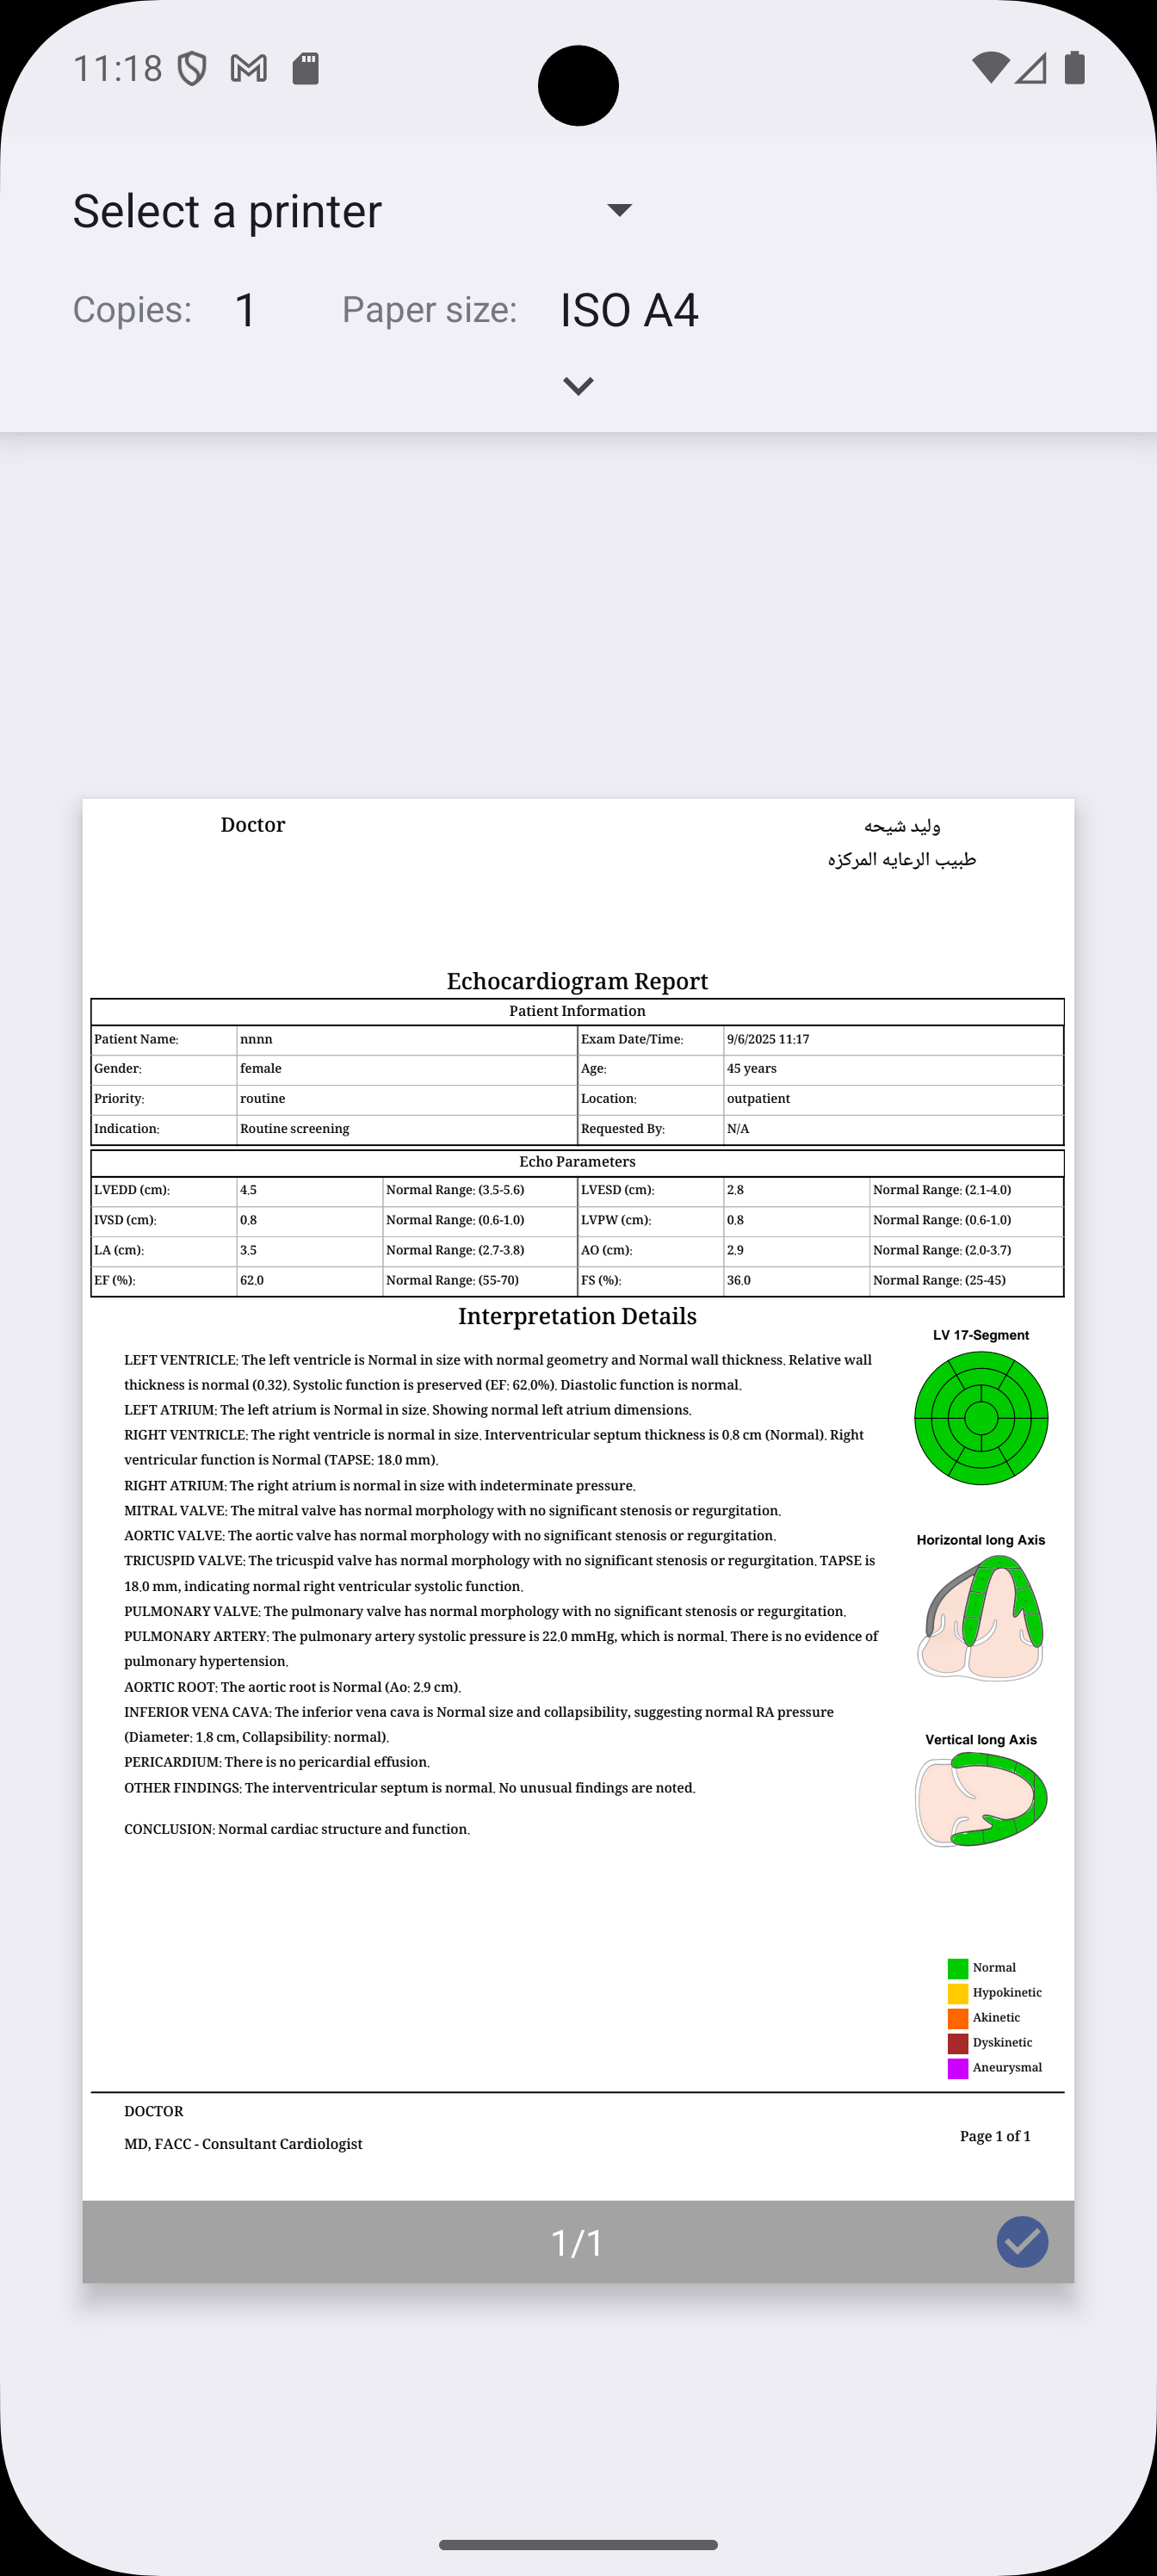 11:18
Select a printer
Copies: 1 Paper size: ISO A4
Doctor
وليد شيحه
طبيب الرعايه المركزه
Echocardiogram Report
Patient Information
Patient Name: nnnn Exam Date/Time: 9/6/2025 11:17
Gender: female Age: 45 years
Priority: routine Location: outpatient
Indication: Routine screening Requested By: N/A
Echo Parameters
LVEDD (cm): 4.5 Normal Range: (3.5-5.6) LVESD (cm): 2.8 Normal Range: (2.1-4.0)
IVSD (cm): 0.8 Normal Range: (0.6-1.0) LVPW (cm): 0.8 Normal Range: (0.6-1.0)
LA (cm): 3.5 Normal Range: (2.7-3.8) AO (cm): 2.9 Normal Range: (2.0-3.7)
EF (%): 62.0 Normal Range: (55-70) FS (%): 36.0 Normal Range: (25-45)
Interpretation Details
LEFT VENTRICLE: The left ventricle is Normal in size with normal geometry and Normal wall thickness. Relative wall
thickness is normal (0.32). Systolic function is preserved (EF: 62.0%). Diastolic function is normal.
LEFT ATRIUM: The left atrium is Normal in size. Showing normal left atrium dimensions.
RIGHT VENTRICLE: The right ventricle is normal in size. Interventricular septum thickness is 0.8 cm (Normal). Right
ventricular function is Normal (TAPSE: 18.0 mm).
RIGHT ATRIUM: The right atrium is normal in size with indeterminate pressure.
MITRAL VALVE: The mitral valve has normal morphology with no significant stenosis or regurgitation.
AORTIC VALVE: The aortic valve has normal morphology with no significant stenosis or regurgitation.
TRICUSPID VALVE: The tricuspid valve has normal morphology with no significant stenosis or regurgitation. TAPSE is
18.0 mm, indicating normal right ventricular systolic function.
PULMONARY VALVE: The pulmonary valve has normal morphology with no significant stenosis or regurgitation.
PULMONARY ARTERY: The pulmonary artery systolic pressure is 22.0 mmHg, which is normal. There is no evidence of
pulmonary hypertension.
AORTIC ROOT: The aortic root is Normal (Ao: 2.9 cm).
INFERIOR VENA CAVA: The inferior vena cava is Normal size and collapsibility, suggesting normal RA pressure
(Diameter: 1.8 cm, Collapsibility: normal).
PERICARDIUM: There is no pericardial effusion.
OTHER FINDINGS: The interventricular septum is normal. No unusual findings are noted.
CONCLUSION: Normal cardiac structure and function.
LV 17-Segment
Horizontal long Axis
Vertical long Axis
Normal
Hypokinetic
Akinetic
Dyskinetic
Aneurysmal
DOCTOR
MD, FACC - Consultant Cardiologist
Page 1 of 1
1/1